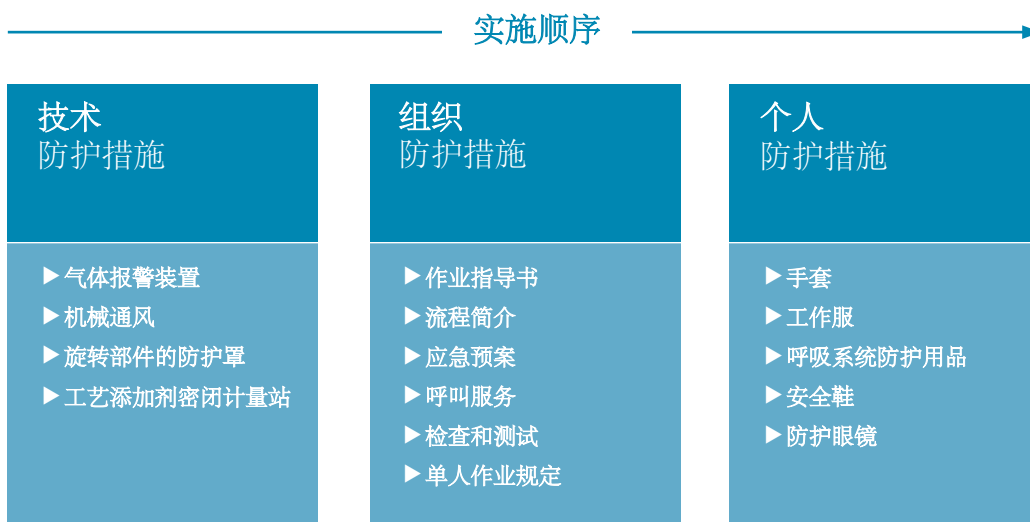 实施顺序
技术
防护措施
▶气体报警装置
▶机械通风
▶旋转部件的防护罩
▶工艺添加剂密闭计量站
组织
防护措施
▶作业指导书
▶流程简介
▶应急预案
▶呼叫服务
▶检查和测试
▶单人作业规定
个人
防护措施
▶手套
▶工作服
▶呼吸系统防护用品
▶安全鞋
▶防护眼镜